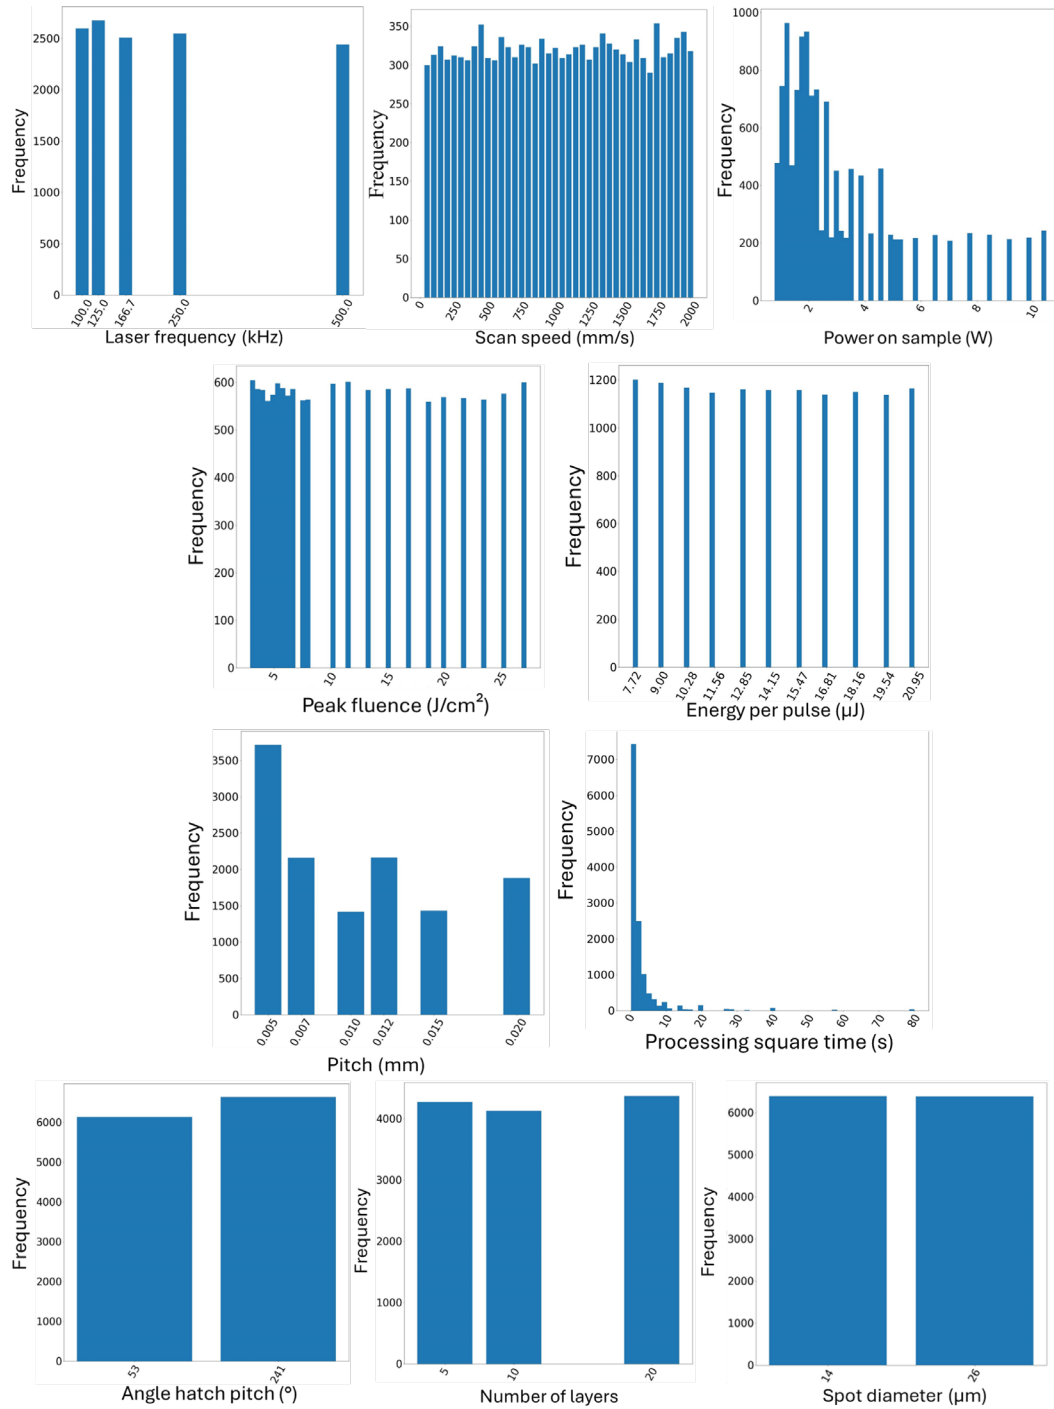 Frequency
2500
2000
1500
1000
500
0
100.0 125.0 166.7 250.0 500.0
Laser frequency (kHz)
Frequency
350
300
250
200
150
100
50
0
0 250 500 750 1000 1250 1500 1750 2000
Scan speed (mm/s)
Frequency
1000
800
600
400
200
0
2 4 6 8 10
Power on sample (W)
Frequency
600
500
400
300
200
100
0
5 10 15 20 25
Peak fluence (J/cm²)
Frequency
1200
1000
800
600
400
200
0
7.72 9.00 10.28 11.56 12.85 14.15 15.47 16.81 18.16 19.54 20.95
Energy per pulse (µJ)
Frequency
3500
3000
2500
2000
1500
1000
500
0
0.005 0.007 0.010 0.012 0.015 0.020
Pitch (mm)
Frequency
7000
6000
5000
4000
3000
2000
1000
0
0 10 20 30 40 50 60 70 80
Processing square time (s)
Frequency
6000
5000
4000
3000
2000
1000
0
53 241
Angle hatch pitch (°)
Frequency
4000
3000
2000
1000
0
5 10 20
Number of layers
Frequency
6000
5000
4000
3000
2000
1000
0
14 26
Spot diameter (µm)